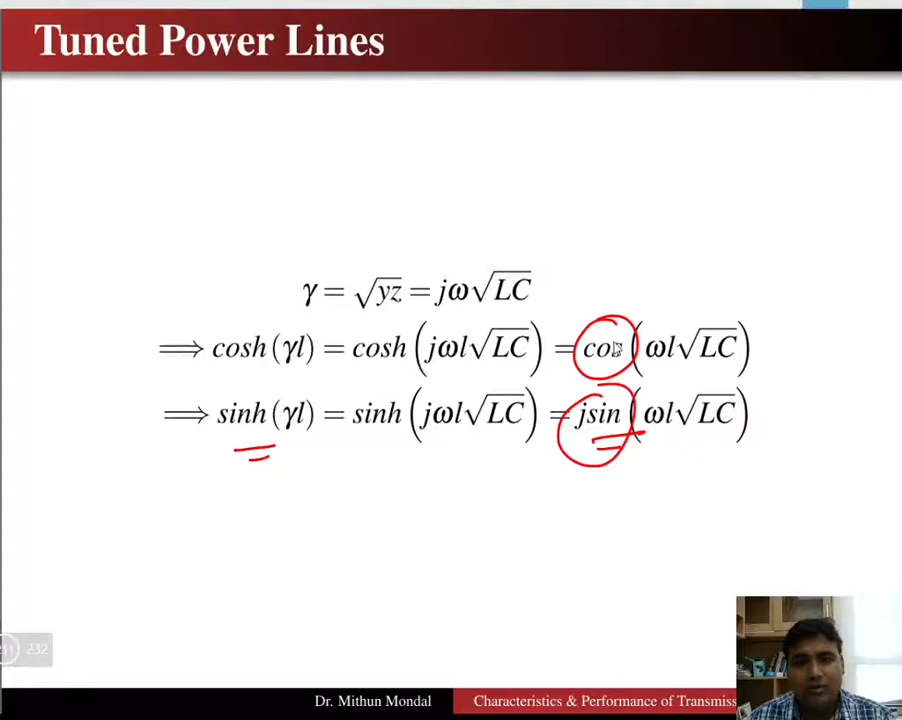 Tuned Power Lines
γ = √yz = jω√LC
⟹ cosh (γl) = cosh (jωl√LC) = cos (ωl√LC)
⟹ sinh (γl) = sinh (jωl√LC) = jsin (ωl√LC)
232
Dr. Mithun Mondal Characteristics & Performance of Transmiss